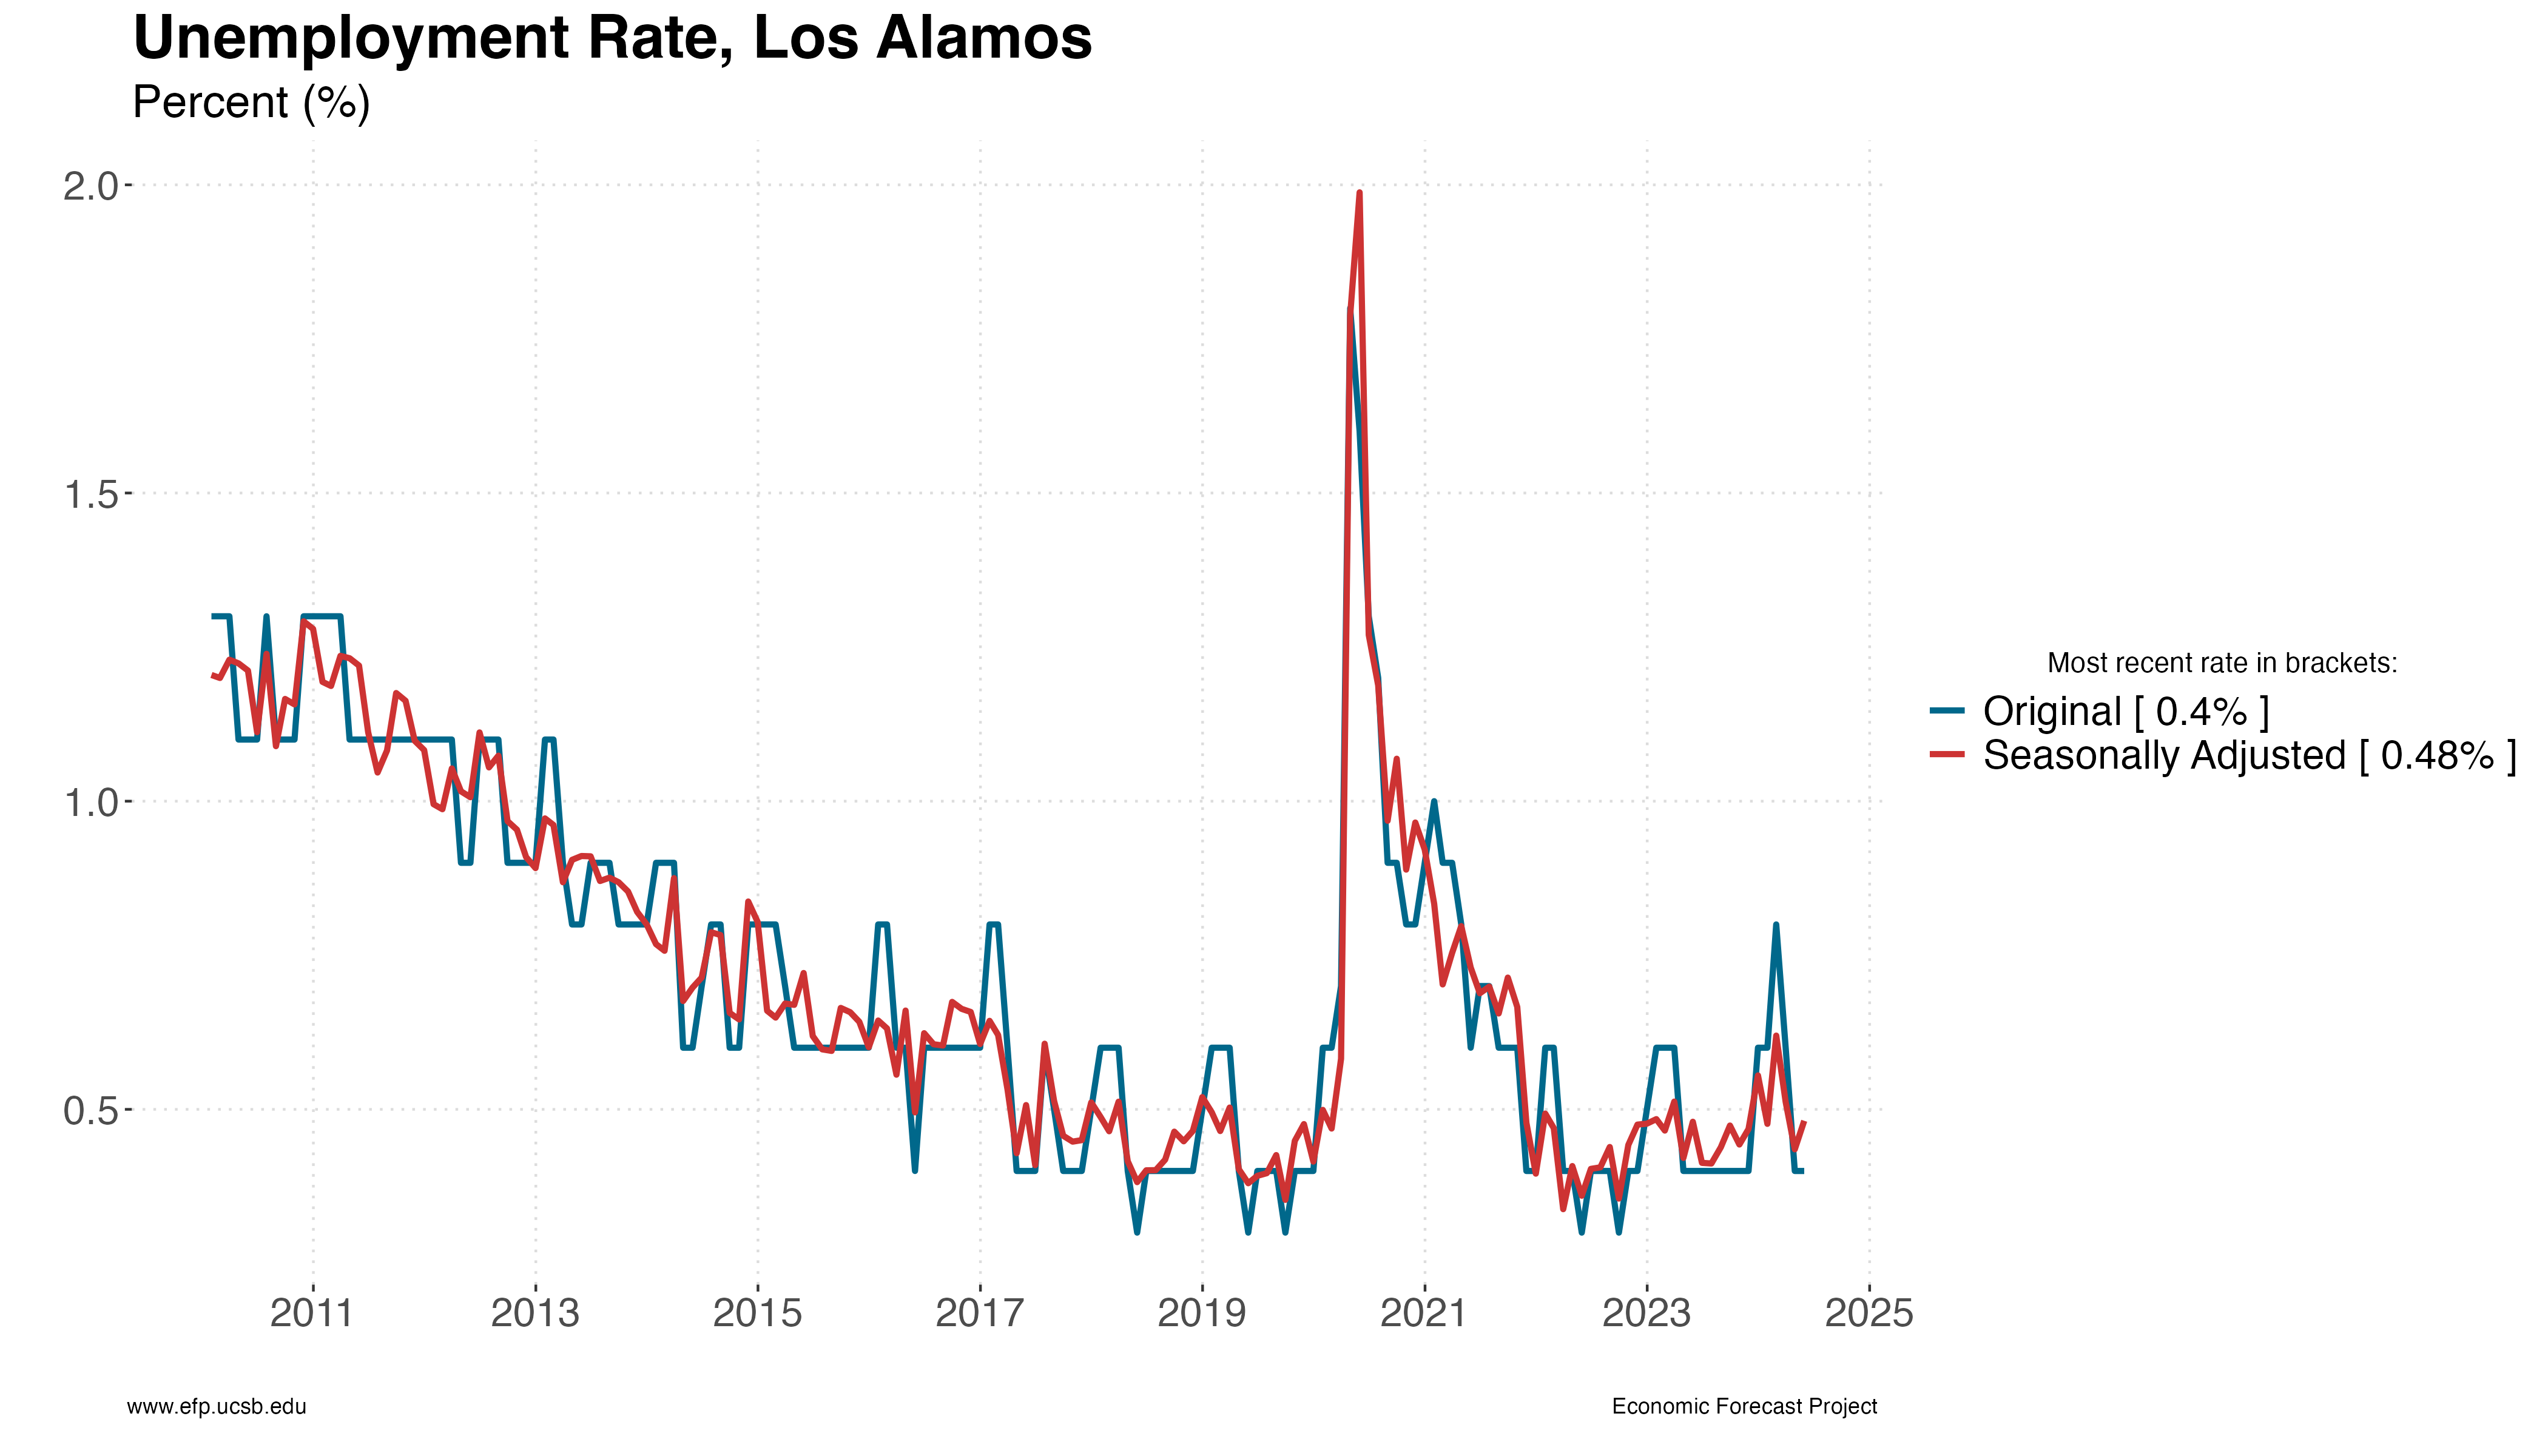 Unemployment Rate, Los Alamos
Percent (%)
2.0
1.5
1.0
0.5
2011 2013 2015 2017 2019 2021 2023 2025
Most recent rate in brackets:
Original [ 0.4% ]
Seasonally Adjusted [ 0.48% ]
www.efp.ucsb.edu
Economic Forecast Project